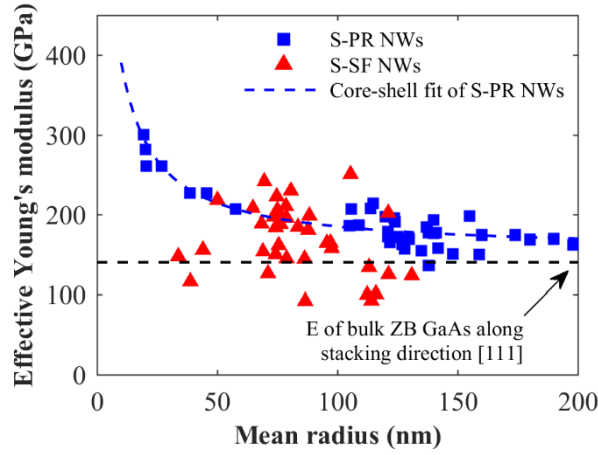 S-PR NWs
S-SF NWs
Core-shell fit of S-PR NWs
Effective Young's modulus (GPa)
400
300
200
100
0
E of bulk ZB GaAs along
stacking direction [111]
0 50 100 150 200
Mean radius (nm)